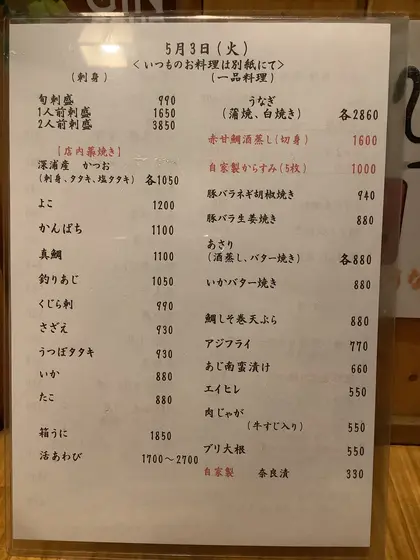 5月3日(火)
<いつものお料理は別紙にて>
(刺身)
旬刺盛 990
1人前刺盛 1650
2人前刺盛 3850
【店内藁焼き】
深浦産 かつお
(刺身、タタキ、塩タタキ) 各1050
よこ 1200
かんぱち 1100
真鯛 1100
釣りあじ 1050
くじら刺 990
さざえ 930
うつぼタタキ 930
いか 880
たこ 880
箱うに 1850
活あわび 1700～2700
(一品料理)
うなぎ
(蒲焼、白焼き) 各2860
赤甘鯛酒蒸し(切身) 1600
自家製からすみ(5枚) 1000
豚バラネギ胡椒焼き 940
豚バラ生姜焼き 880
あさり
(酒蒸し、バター焼き) 各880
いかバター焼き 880
鯛しそ巻天ぷら 880
アジフライ 770
あじ南蛮漬け 660
エイヒレ 550
肉じゃが
(牛すじ入り) 550
ブリ大根 550
自家製 奈良漬 330